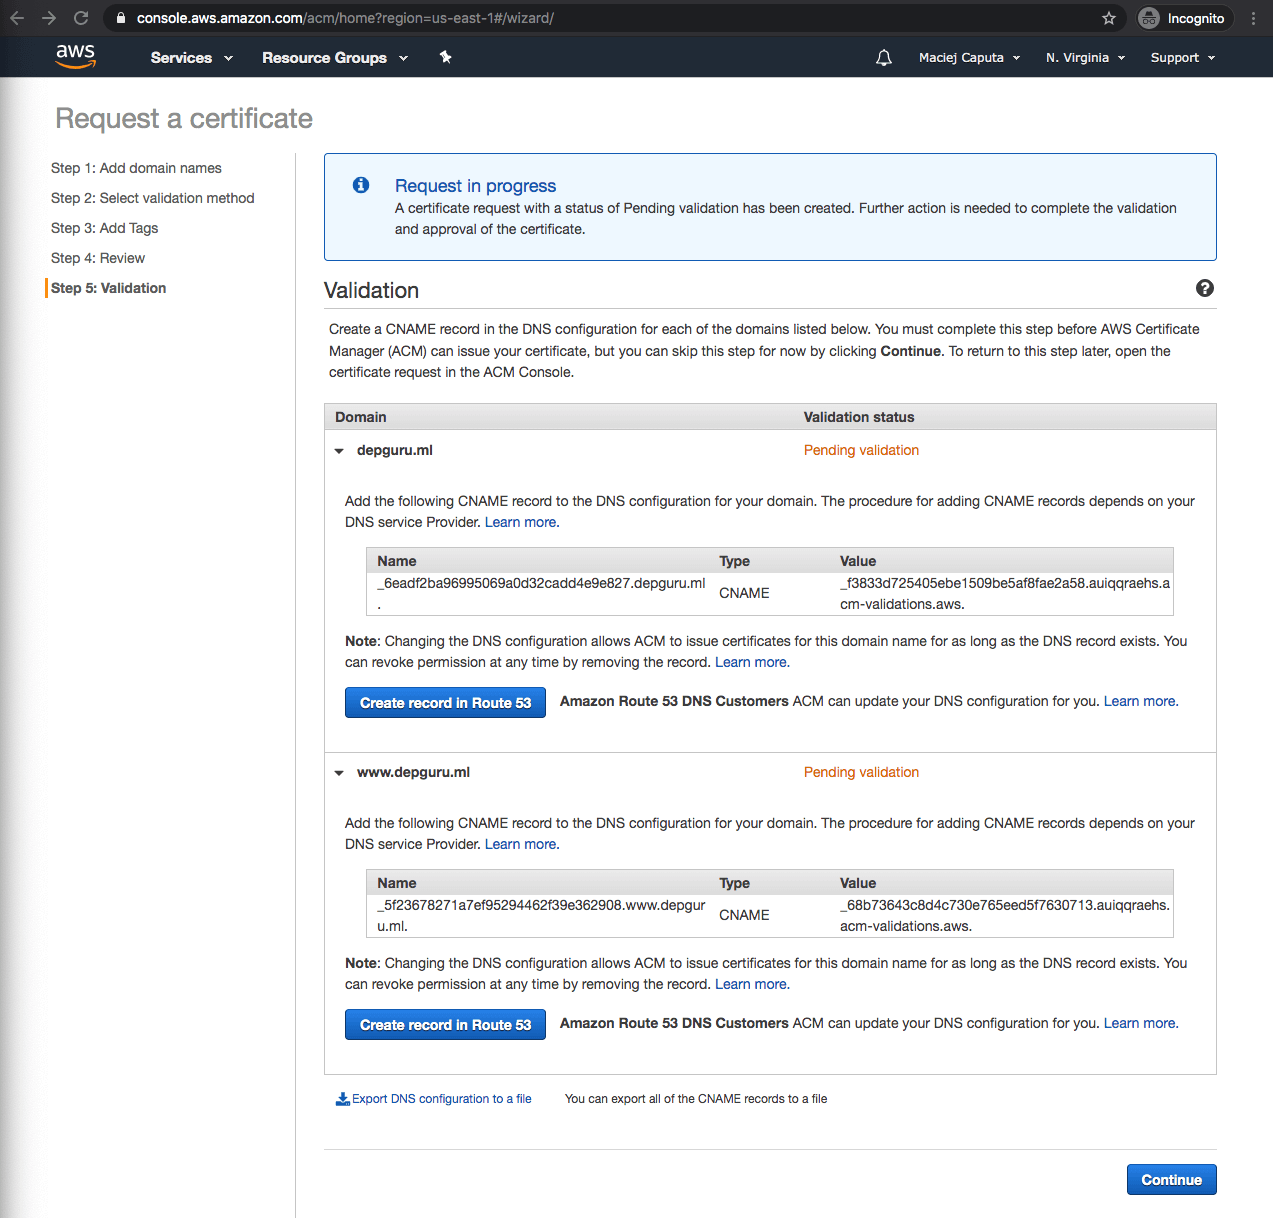 console.aws.amazon.com/acm/home?region=us-east-1#/wizard/
Incognito
aws
Services
Resource Groups
Maciej Caputa
N. Virginia
Support
Request a certificate
Step 1: Add domain names
Step 2: Select validation method
Step 3: Add Tags
Step 4: Review
Step 5: Validation
Request in progress
A certificate request with a status of Pending validation has been created. Further action is needed to complete the validation
and approval of the certificate.
Validation
Create a CNAME record in the DNS configuration for each of the domains listed below. You must complete this step before AWS Certificate
Manager (ACM) can issue your certificate, but you can skip this step for now by clicking Continue. To return to this step later, open the
certificate request in the ACM Console.
Domain
Validation status
depguru.ml
Pending validation
Add the following CNAME record to the DNS configuration for your domain. The procedure for adding CNAME records depends on your
DNS service Provider. Learn more.
Name
Type
Value
_6eadf2ba96995069a0d32cadd4e9e827.depguru.ml
.
CNAME
_f3833d725405ebe1509be5af8fae2a58.auiqqraehs.a
cm-validations.aws.
Note: Changing the DNS configuration allows ACM to issue certificates for this domain name for as long as the DNS record exists. You
can revoke permission at any time by removing the record. Learn more.
Create record in Route 53
Amazon Route 53 DNS Customers ACM can update your DNS configuration for you. Learn more.
www.depguru.ml
Pending validation
Add the following CNAME record to the DNS configuration for your domain. The procedure for adding CNAME records depends on your
DNS service Provider. Learn more.
Name
Type
Value
_5f23678271a7ef95294462f39e362908.www.depgur
u.ml.
CNAME
_68b73643c8d4c730e765eed5f7630713.auiqqraehs.
acm-validations.aws.
Note: Changing the DNS configuration allows ACM to issue certificates for this domain name for as long as the DNS record exists. You
can revoke permission at any time by removing the record. Learn more.
Create record in Route 53
Amazon Route 53 DNS Customers ACM can update your DNS configuration for you. Learn more.
Export DNS configuration to a file
You can export all of the CNAME records to a file
Continue